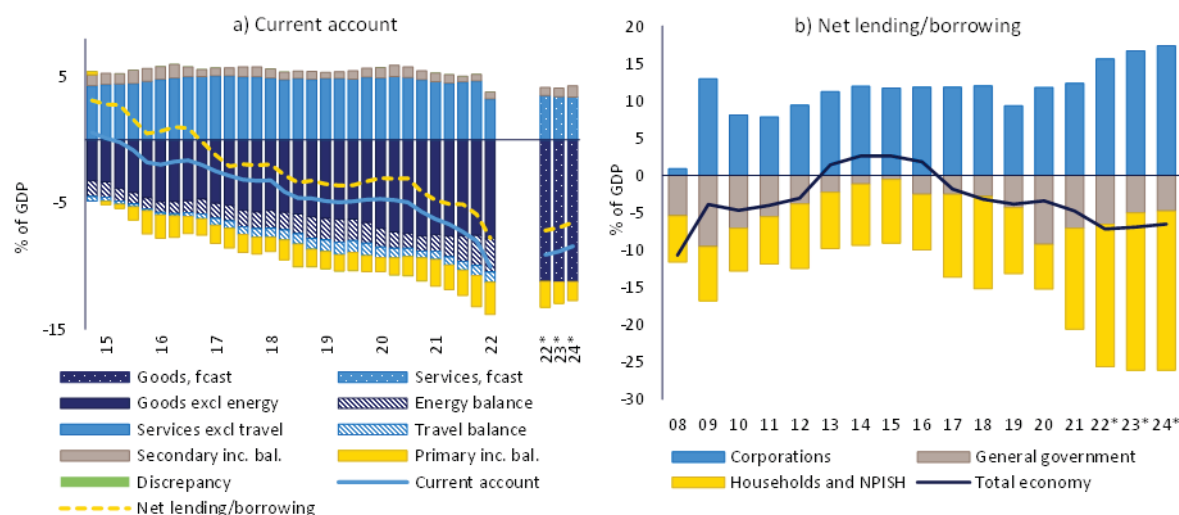 a) Current account
% of GDP
5
-5
-15
15 16 17 18 19 20 21 22 22* 23* 24*
Goods, fcast
Services, fcast
Goods excl energy
Energy balance
Services excl travel
Travel balance
Secondary inc. bal.
Primary inc. bal.
Discrepancy
Current account
Net lending/borrowing
b) Net lending/borrowing
% of GDP
20
15
10
5
0
-5
-10
-15
-20
-25
-30
08 09 10 11 12 13 14 15 16 17 18 19 20 21 22* 23* 24*
Corporations
General government
Households and NPISH
Total economy